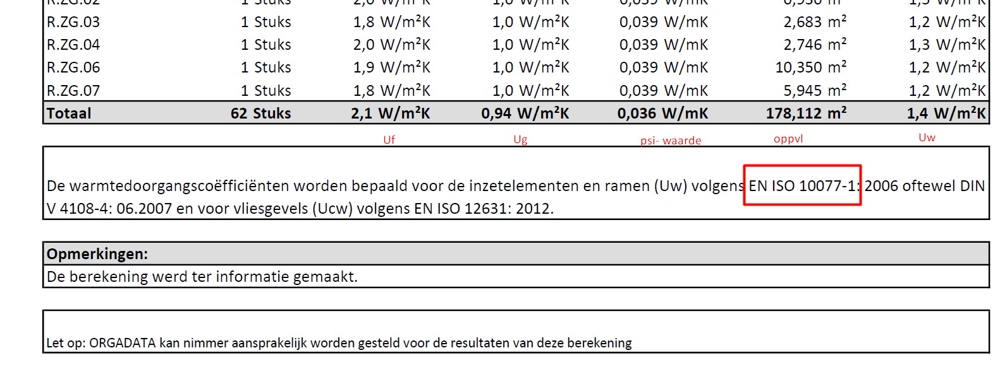 R.ZG.02 1 Stuks 2,0 W/m²K 1,0 W/m²K 0,039 W/mK 6,930 m² 1,3 W/m²K
R.ZG.03 1 Stuks 1,8 W/m²K 1,0 W/m²K 0,039 W/mK 2,683 m² 1,2 W/m²K
R.ZG.04 1 Stuks 2,0 W/m²K 1,0 W/m²K 0,039 W/mK 2,746 m² 1,3 W/m²K
R.ZG.06 1 Stuks 1,9 W/m²K 1,0 W/m²K 0,039 W/mK 10,350 m² 1,2 W/m²K
R.ZG.07 1 Stuks 1,8 W/m²K 1,0 W/m²K 0,039 W/mK 5,945 m² 1,2 W/m²K
Totaal 62 Stuks 2,1 W/m²K 0,94 W/m²K 0,036 W/mK 178,112 m² 1,4 W/m²K
Uf Ug psi- waarde oppvl Uw
De warmtedoorgangscoëfficiënten worden bepaald voor de inzetelementen en ramen (Uw) volgens EN ISO 10077-1: 2006 oftewel DIN
V 4108-4: 06.2007 en voor vliesgevels (Ucw) volgens EN ISO 12631: 2012.
Opmerkingen:
De berekening werd ter informatie gemaakt.
Let op: ORGADATA kan nimmer aansprakelijk worden gesteld voor de resultaten van deze berekening